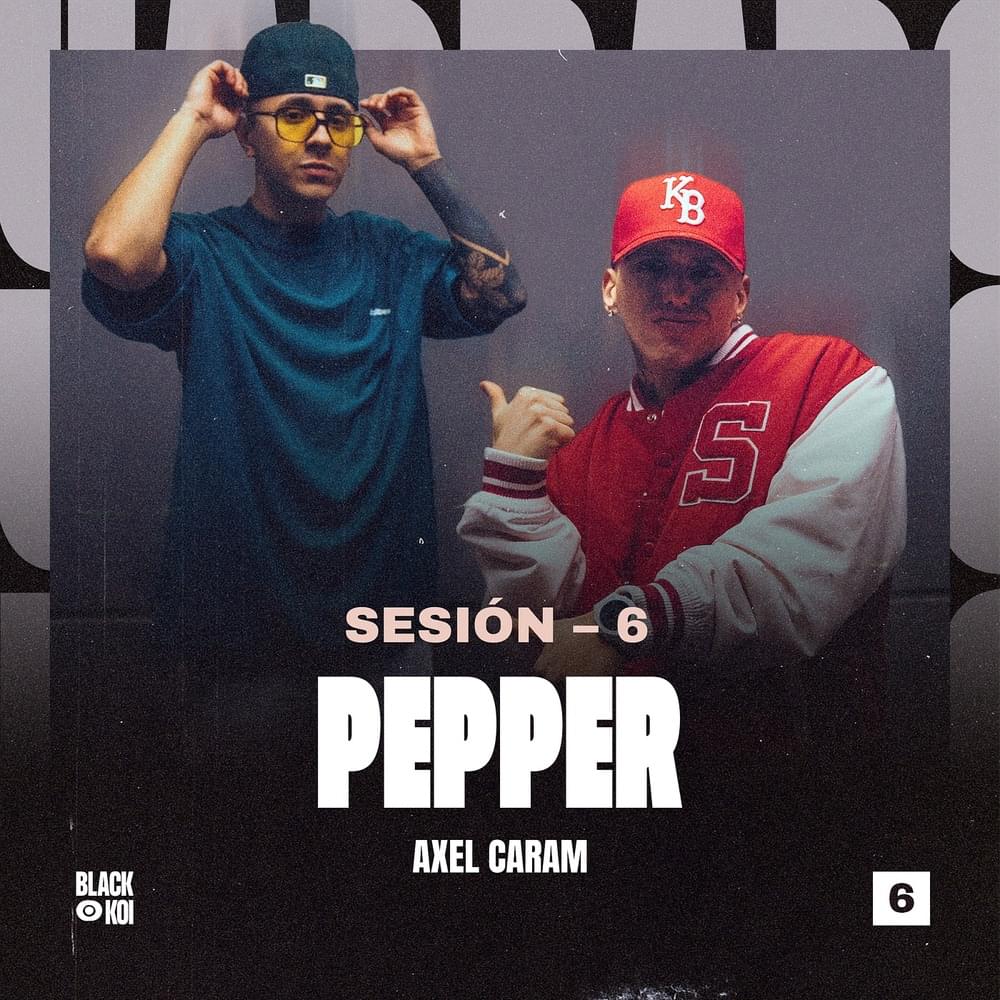 KB
S
SESIÓN – 6
PEPPER
AXEL CARAM
BLACK
KOI
6